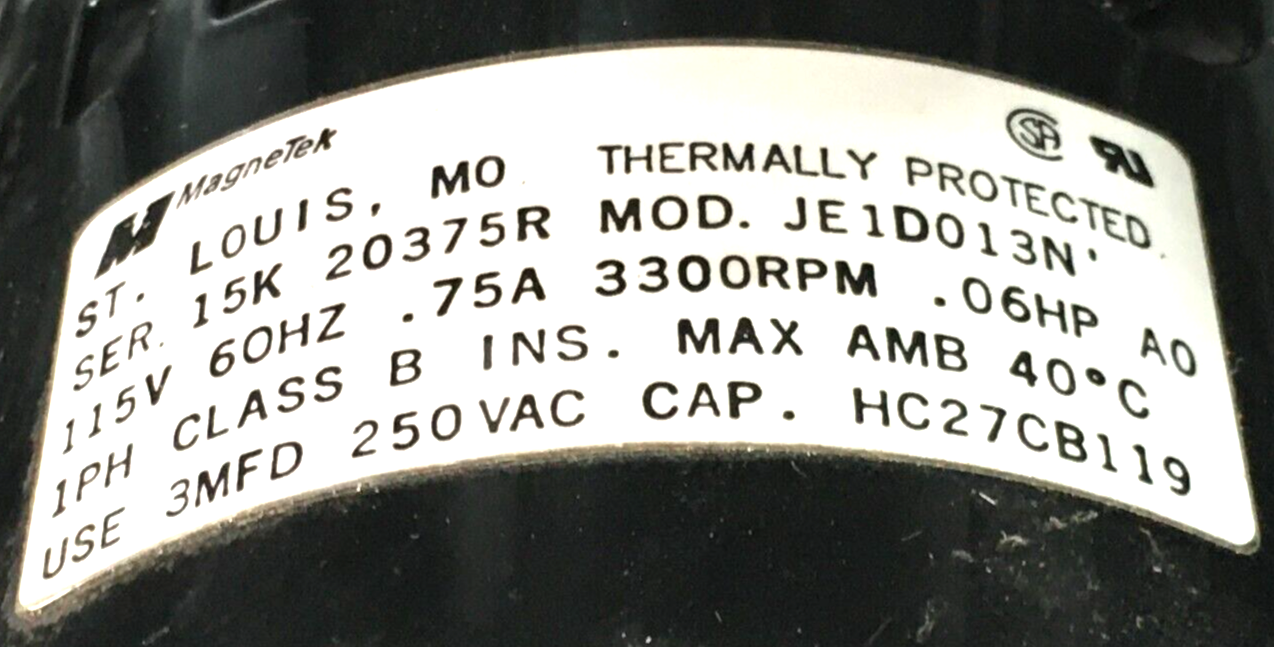 MagneTek
ST. LOUIS, MO THERMALLY PROTECTED.
SER. 15K 20375R MOD. JE1D013N'
115V 60HZ .75A 3300RPM .06HP AO
1PH CLASS B INS. MAX AMB 40°C
USE 3MFD 250VAC CAP. HC27CB119